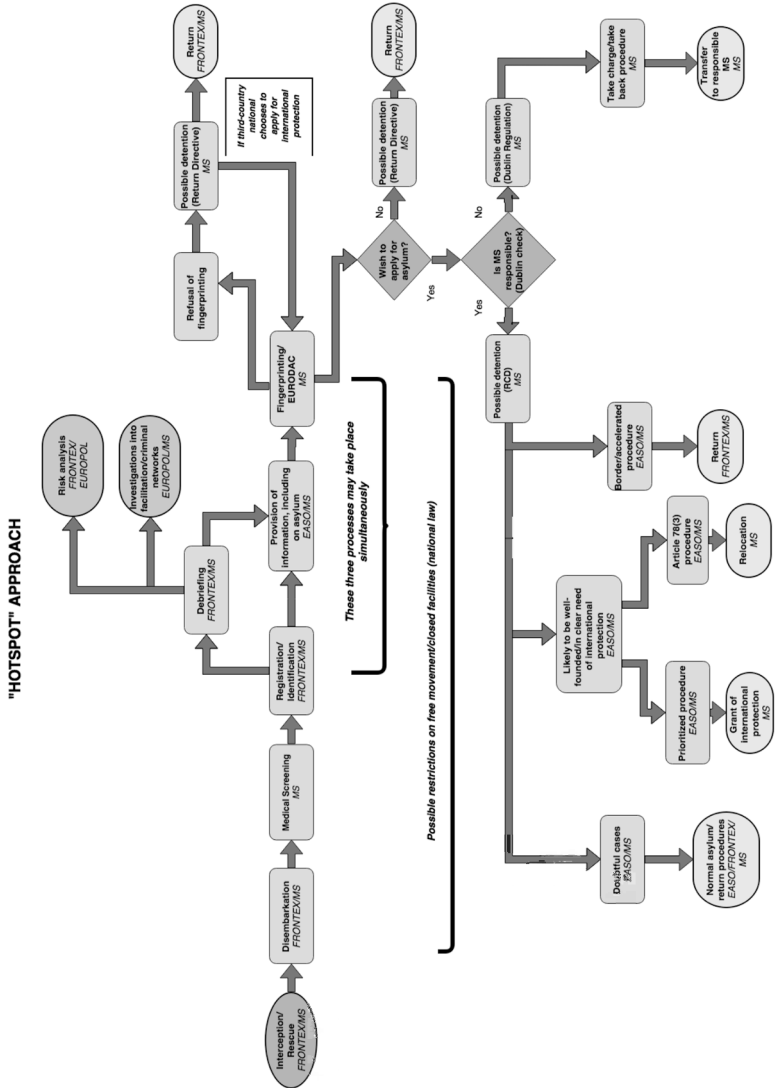 "HOTSPOT" APPROACH
Interception/
Rescue
FRONTEX/MS
Disembarkation
FRONTEX/MS
Medical Screening
MS
Registration/
Identification
FRONTEX/MS
Debriefing
FRONTEX/MS
Risk analysis
FRONTEX/
EUROPOL
Investigations into
facilitation/criminal
networks
EUROPOL/MS
Provision of
information, including
on asylum
EASO/MS
Fingerprinting/
EURODAC
MS
Refusal of
fingerprinting
Possible detention
(Return Directive)
MS
Return
FRONTEX/MS
If third-country
national
chooses to
apply for
international
protection
These three processes may take place
simultaneously
Wish to
apply for
asylum?
No
Possible detention
(Return Directive)
MS
Return
FRONTEX/MS
Yes
Possible restrictions on free movement/closed facilities (national law)
Is MS
responsible?
(Dublin check)
No
Possible detention
(Dublin Regulation)
MS
Take charge/take
back procedure
MS
Transfer
to responsible
MS
MS
Yes
Possible detention
(RCD)
MS
Doubtful cases
EASO/MS
Normal asylum/
return procedures
EASO/FRONTEX/
MS
Likely to be well-
founded/in clear need
of international
protection
EASO/MS
Prioritized procedure
EASO/MS
Grant of
international
protection
MS
Article 78(3)
procedure
EASO/MS
Relocation
MS
Border/accelerated
procedure
EASO/MS
Return
FRONTEX/MS